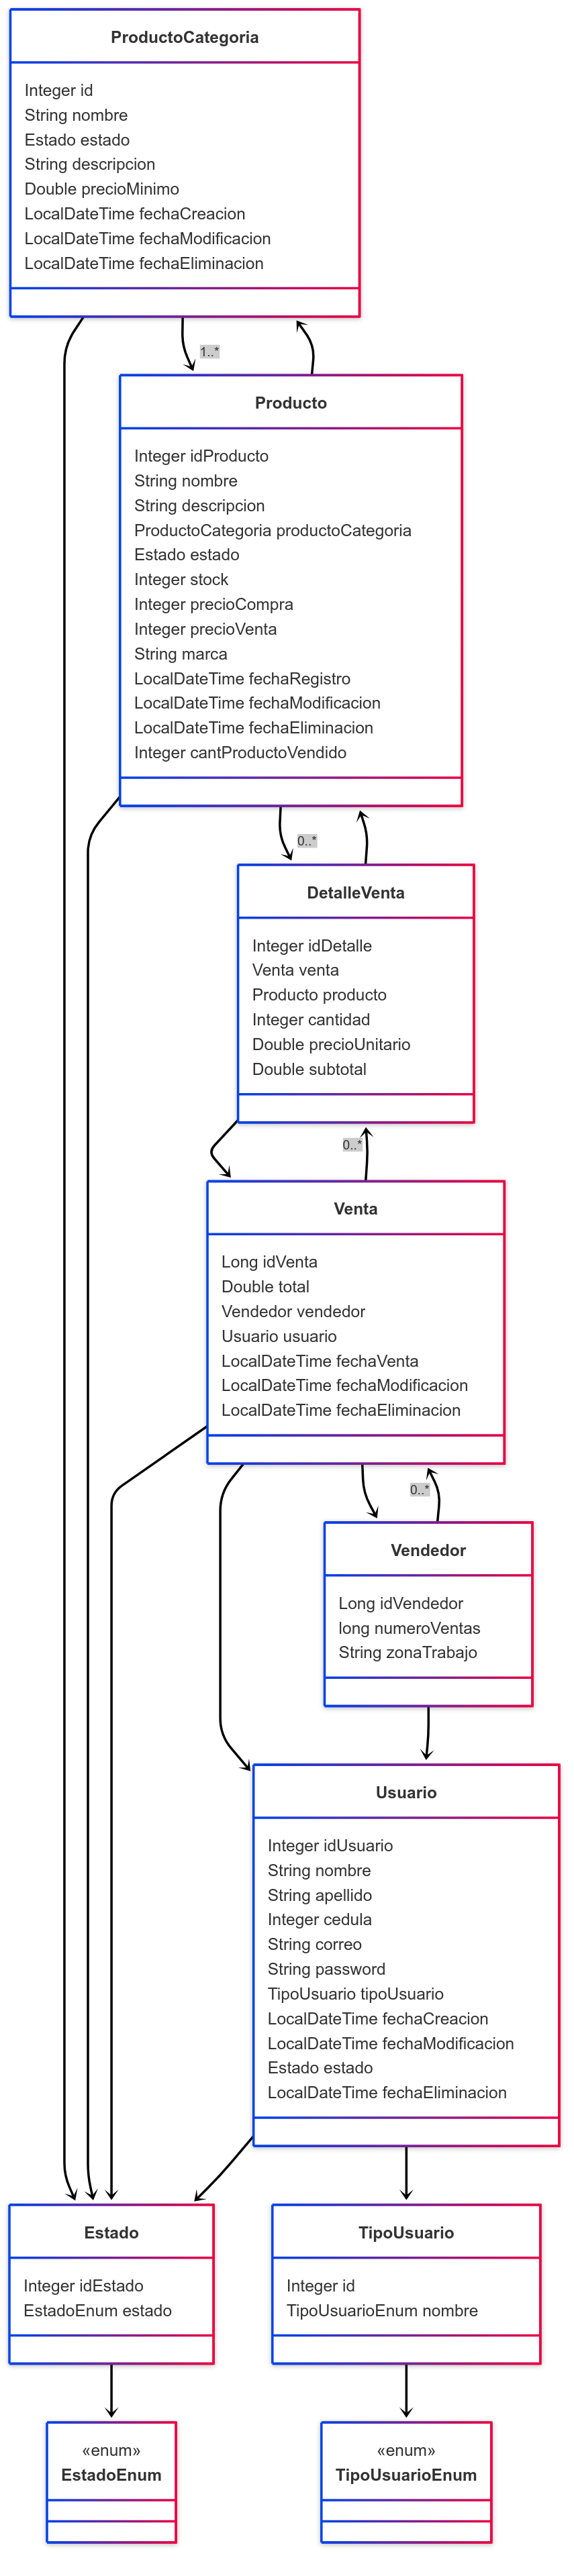 ProductoCategoria
Integer id
String nombre
Estado estado
String descripcion
Double precioMinimo
LocalDateTime fechaCreacion
LocalDateTime fechaModificacion
LocalDateTime fechaEliminacion
1..*
Producto
Integer idProducto
String nombre
String descripcion
ProductoCategoria productoCategoria
Estado estado
Integer stock
Integer precioCompra
Integer precioVenta
String marca
LocalDateTime fechaRegistro
LocalDateTime fechaModificacion
LocalDateTime fechaEliminacion
Integer cantProductoVendido
0..*
DetalleVenta
Integer idDetalle
Venta venta
Producto producto
Integer cantidad
Double precioUnitario
Double subtotal
0..*
Venta
Long idVenta
Double total
Vendedor vendedor
Usuario usuario
LocalDateTime fechaVenta
LocalDateTime fechaModificacion
LocalDateTime fechaEliminacion
0..*
Vendedor
Long idVendedor
long numeroVentas
String zonaTrabajo
Usuario
Integer idUsuario
String nombre
String apellido
Integer cedula
String correo
String password
TipoUsuario tipoUsuario
LocalDateTime fechaCreacion
LocalDateTime fechaModificacion
Estado estado
LocalDateTime fechaEliminacion
Estado
Integer idEstado
EstadoEnum estado
TipoUsuario
Integer id
TipoUsuarioEnum nombre
«enum»
EstadoEnum
«enum»
TipoUsuarioEnum